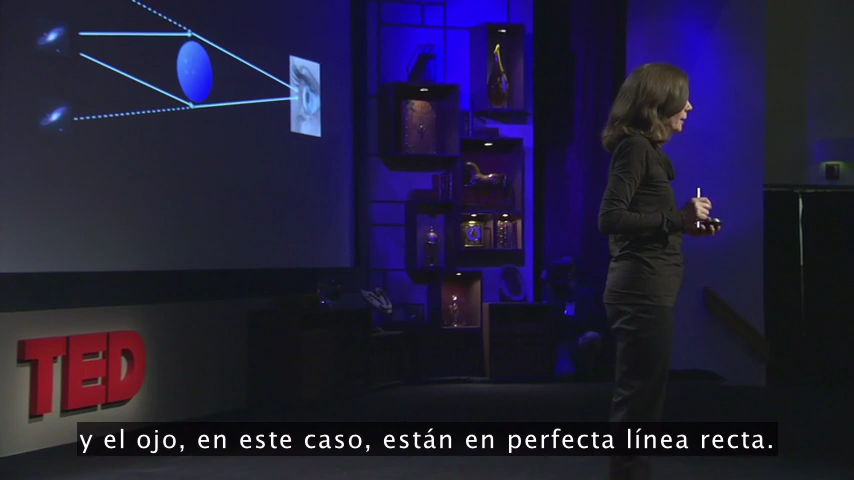 TED
y el ojo, en este caso, están en perfecta línea recta.